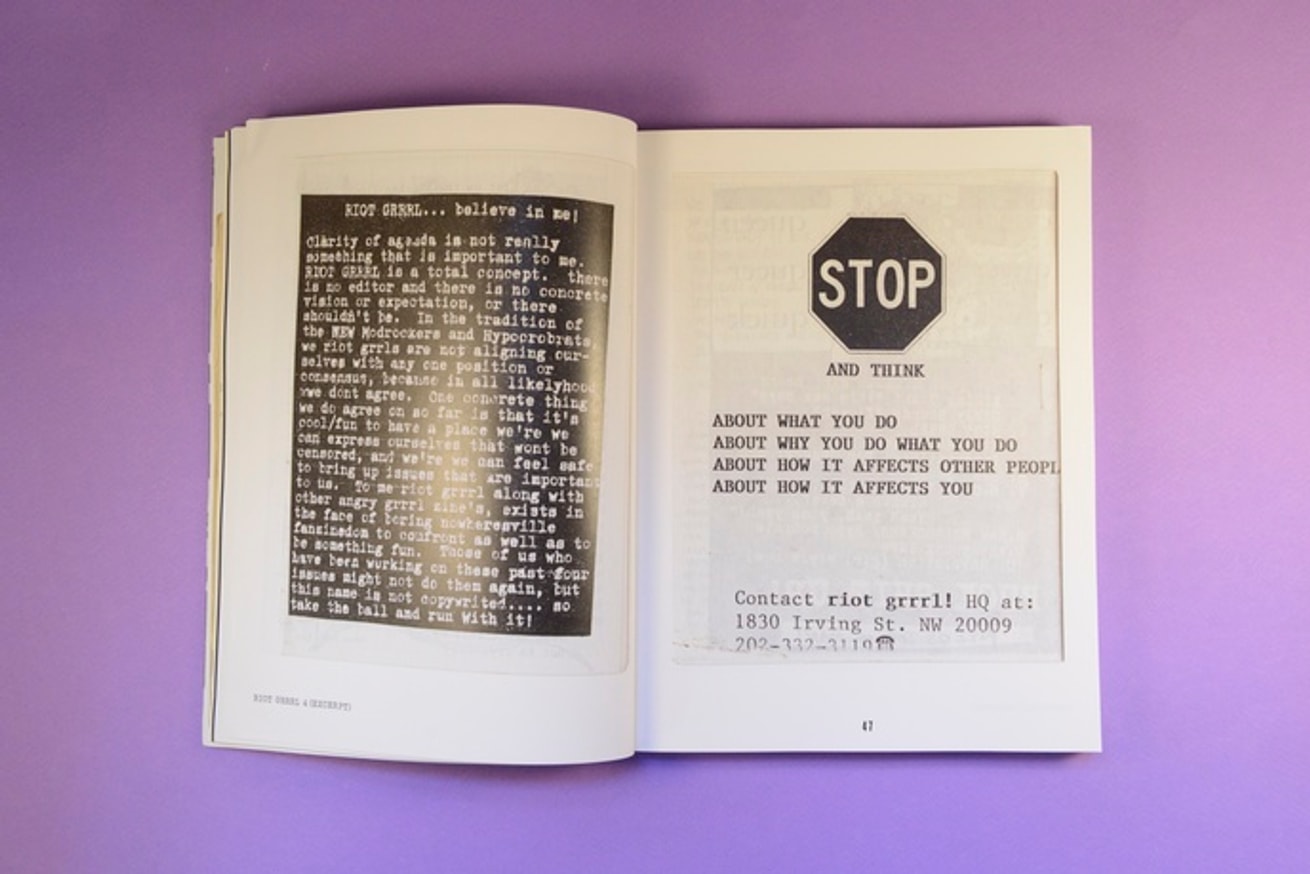 RIOT GRRRL... believe in me!
Clarity of agenda is not really
something that is important to me.
RIOT GRRRL is a total concept. there
is no editor and there is no concrete
vision or expectation, or there
shouldn't be. In the tradition of
the NEW Modrockers and Hypocrobrats
we riot grrls are not aligning our-
selves with any one position or
consensus, because in all likelyhood
we dont agree. One concrete thing
we do agree on so far is that it's
cool/fun to have a place we're we
can express ourselves that wont be
censored, and we're we can feel safe
to bring up issues that are important
to us. To me riot grrrl along with
other angry grrrl zine's, exists in
the face of boring nowheresville
fanzinedom to confront as well as to
be something fun. Those of us who
have been working on these past four
issues might not do them again, but
this name is not copywrited.... so
take the ball and run with it!
RIOT GRRRL 4 (EXCERPT)
STOP
AND THINK
ABOUT WHAT YOU DO
ABOUT WHY YOU DO WHAT YOU DO
ABOUT HOW IT AFFECTS OTHER PEOPL
ABOUT HOW IT AFFECTS YOU
Contact riot grrrl! HQ at:
1830 Irving St. NW 20009
202-332-3119☎
47